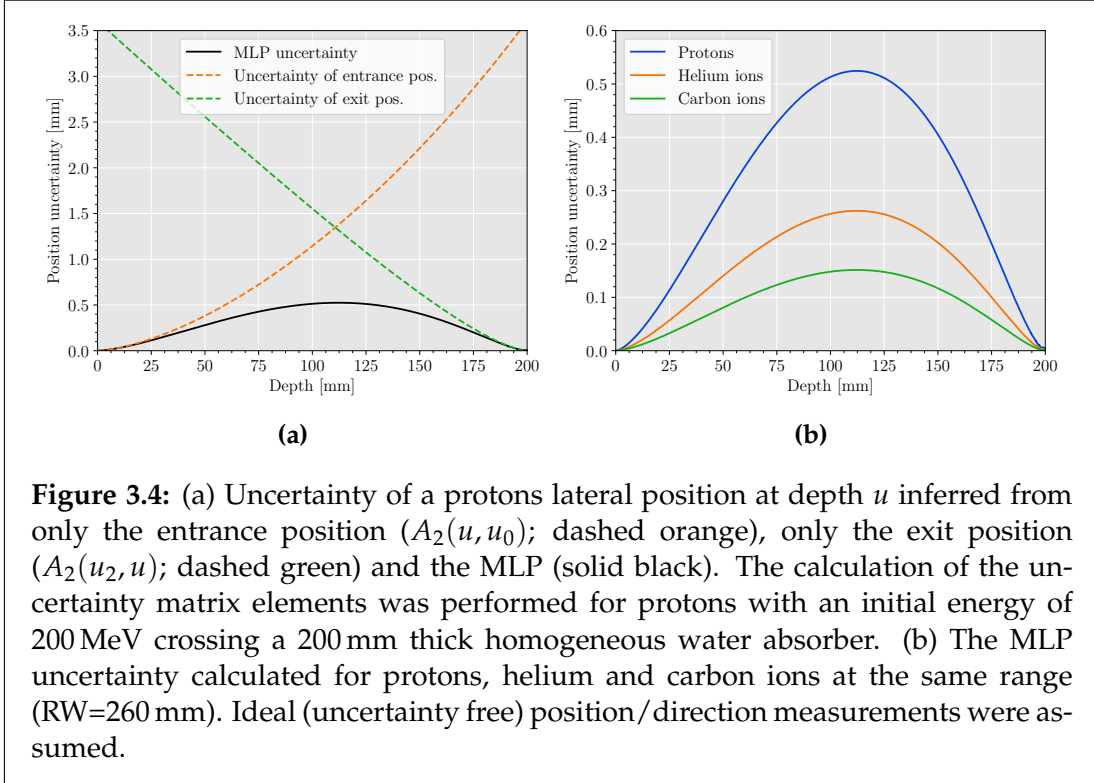 3.5
3.0
2.5
2.0
1.5
1.0
0.5
0.0
Position uncertainty [mm]
MLP uncertainty
Uncertainty of entrance pos.
Uncertainty of exit pos.
0 25 50 75 100 125 150 175 200
Depth [mm]
(a)
0.6
0.5
0.4
0.3
0.2
0.1
0.0
Position uncertainty [mm]
Protons
Helium ions
Carbon ions
0 25 50 75 100 125 150 175 200
Depth [mm]
(b)
Figure 3.4: (a) Uncertainty of a protons lateral position at depth u inferred from
only the entrance position (A₂(u, u₀); dashed orange), only the exit position
(A₂(u₂, u); dashed green) and the MLP (solid black). The calculation of the un-
certainty matrix elements was performed for protons with an initial energy of
200 MeV crossing a 200 mm thick homogeneous water absorber. (b) The MLP
uncertainty calculated for protons, helium and carbon ions at the same range
(RW=260 mm). Ideal (uncertainty free) position/direction measurements were as-
sumed.